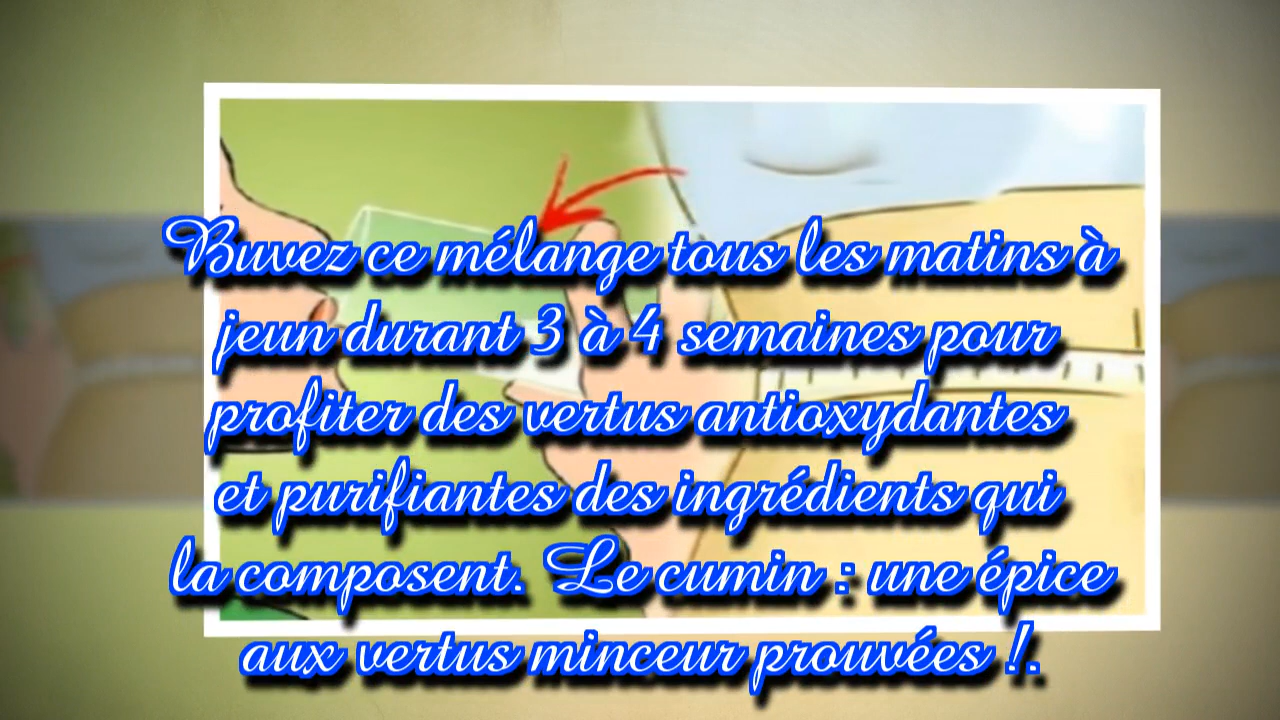 Buvez ce mélange tous les matins à
jeun durant 3 à 4 semaines pour
profiter des vertus antioxydantes
et purifiantes des ingrédients qui
la composent. Le cumin : une épice
aux vertus minceur prouvées !.